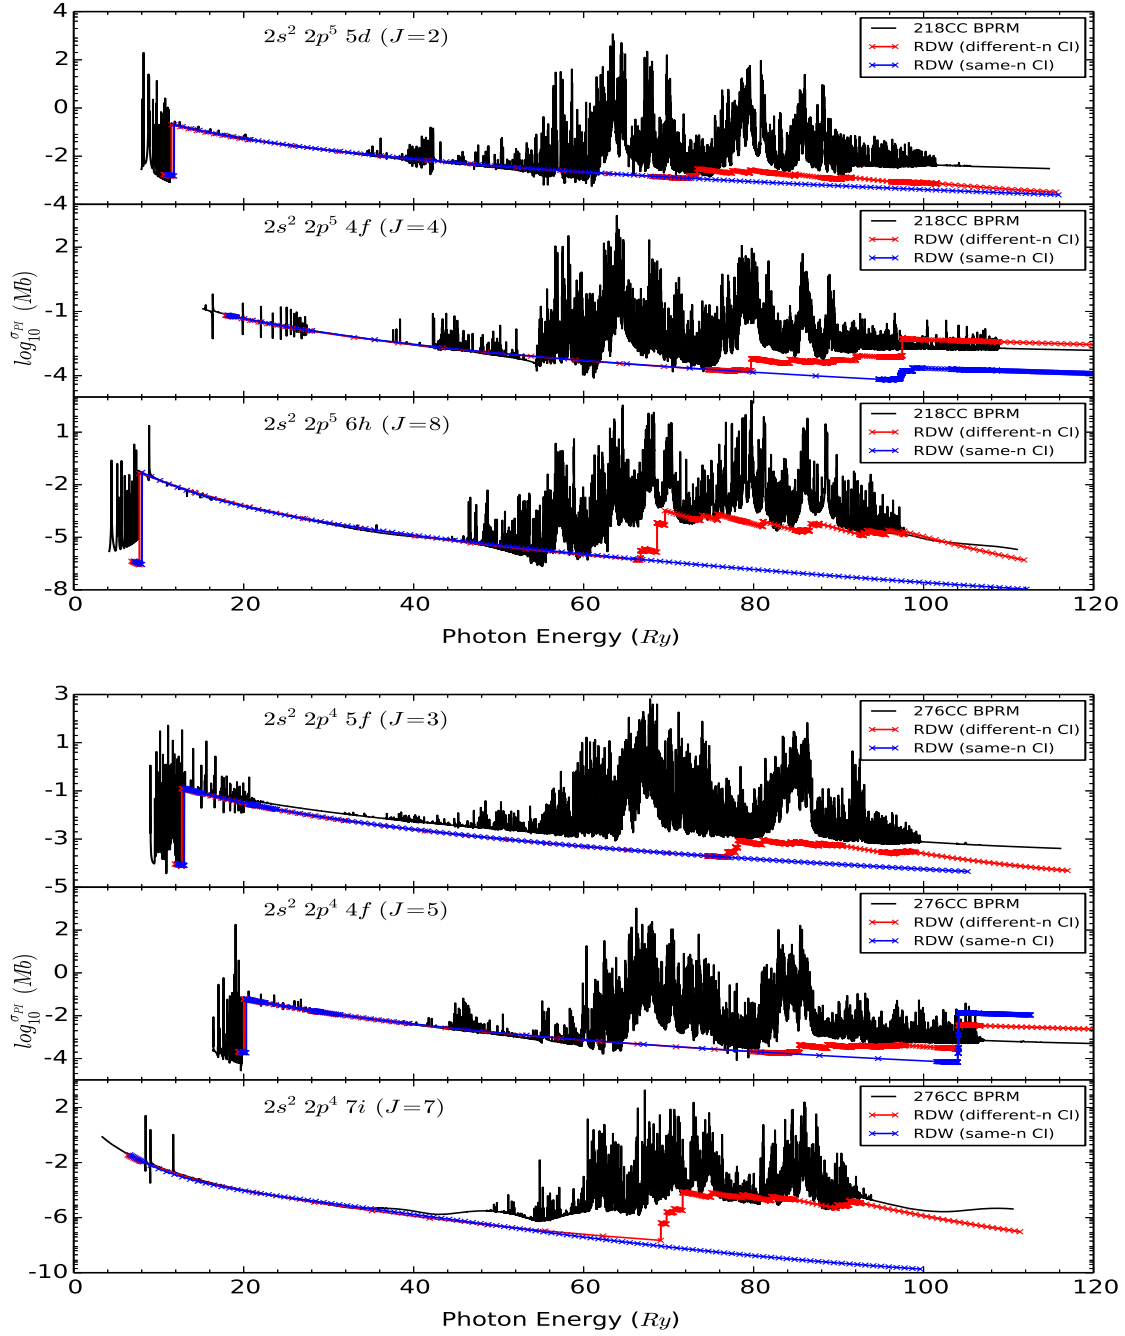 2s² 2p⁵ 5d (J=2)
218CC BPRM
RDW (different-n CI)
RDW (same-n CI)
4
2
0
-2
-4
2s² 2p⁵ 4f (J=4)
218CC BPRM
RDW (different-n CI)
RDW (same-n CI)
2
-1
-4
log₁₀^σPI (Mb)
2s² 2p⁵ 6h (J=8)
218CC BPRM
RDW (different-n CI)
RDW (same-n CI)
1
-2
-5
-8
0 20 40 60 80 100 120
Photon Energy (Ry)
2s² 2p⁴ 5f (J=3)
276CC BPRM
RDW (different-n CI)
RDW (same-n CI)
3
1
-1
-3
-5
2s² 2p⁴ 4f (J=5)
276CC BPRM
RDW (different-n CI)
RDW (same-n CI)
2
0
-2
-4
log₁₀^σPI (Mb)
2s² 2p⁴ 7i (J=7)
276CC BPRM
RDW (different-n CI)
RDW (same-n CI)
2
-2
-6
-10
0 20 40 60 80 100 120
Photon Energy (Ry)